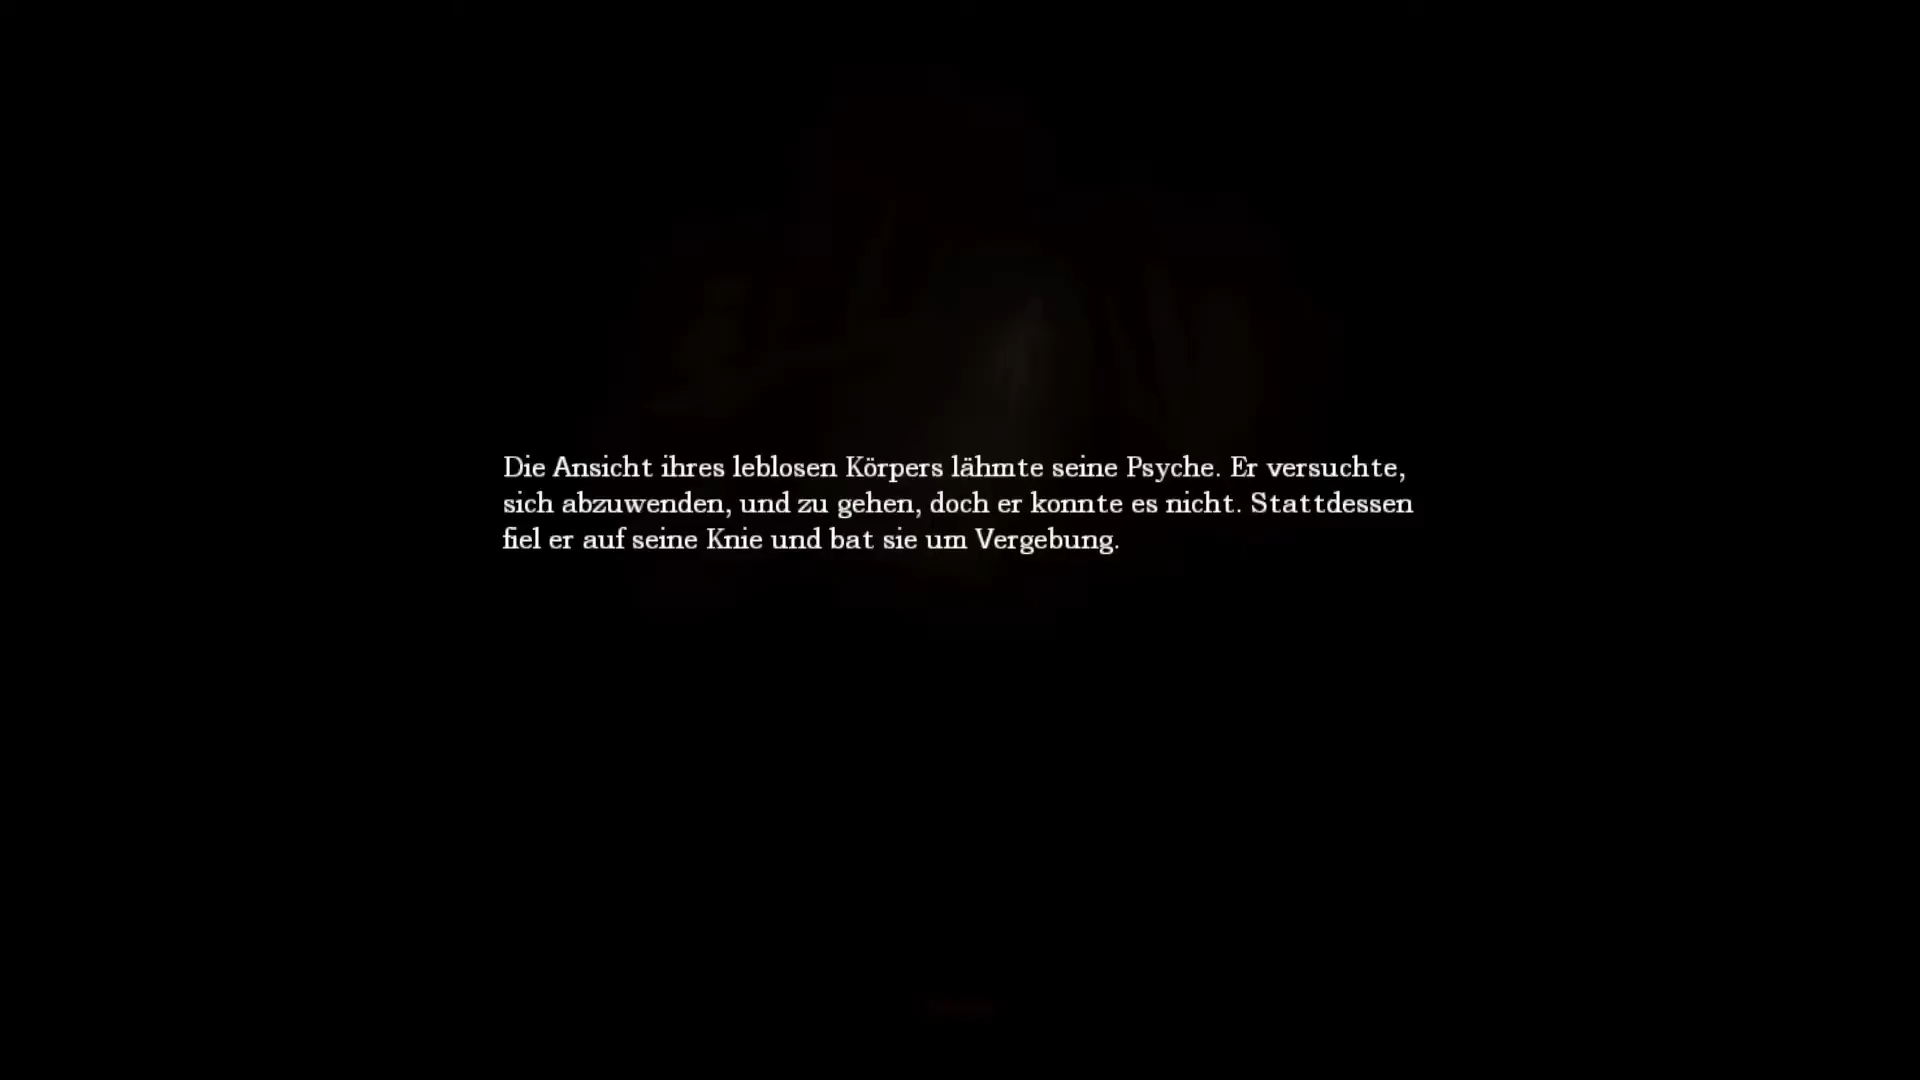 Die Ansicht ihres leblosen Körpers lähmte seine Psyche. Er versuchte,
sich abzuwenden, und zu gehen, doch er konnte es nicht. Stattdessen
fiel er auf seine Knie und bat sie um Vergebung.